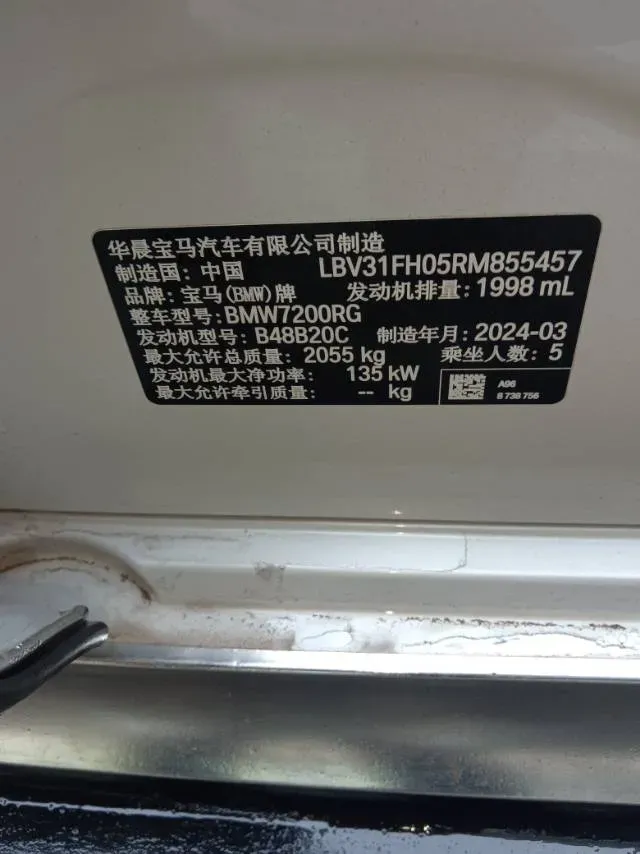 华晨宝马汽车有限公司制造
制造国: 中国 LBV31FH05RM855457
品牌: 宝马(BMW)牌 发动机排量: 1998 mL
整车型号: BMW7200RG
发动机型号: B48B20C 制造年月: 2024-03
最大允许总质量: 2055 kg 乘坐人数: 5
发动机最大净功率: 135 kW
最大允许牵引质量: -- kg
A96
8 738 756